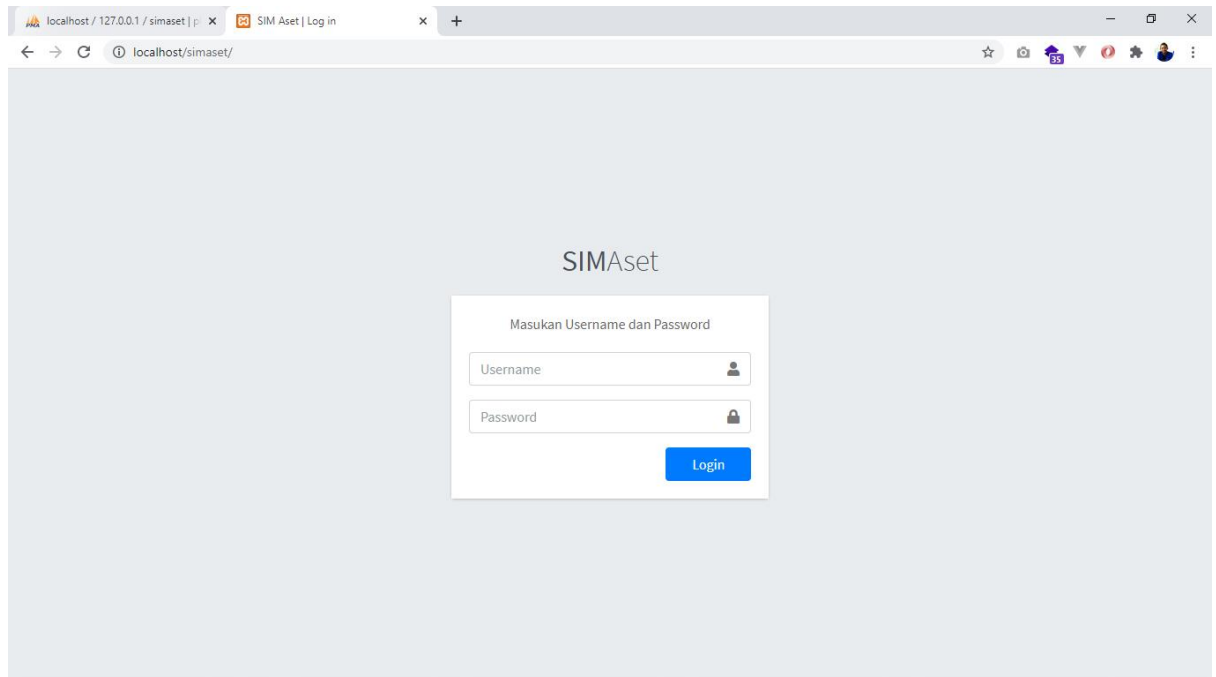 localhost / 127.0.0.1 / simaset | p
SIM Aset | Log in
localhost/simaset/
35
SIMAset
Masukan Username dan Password
Username
Password
Login